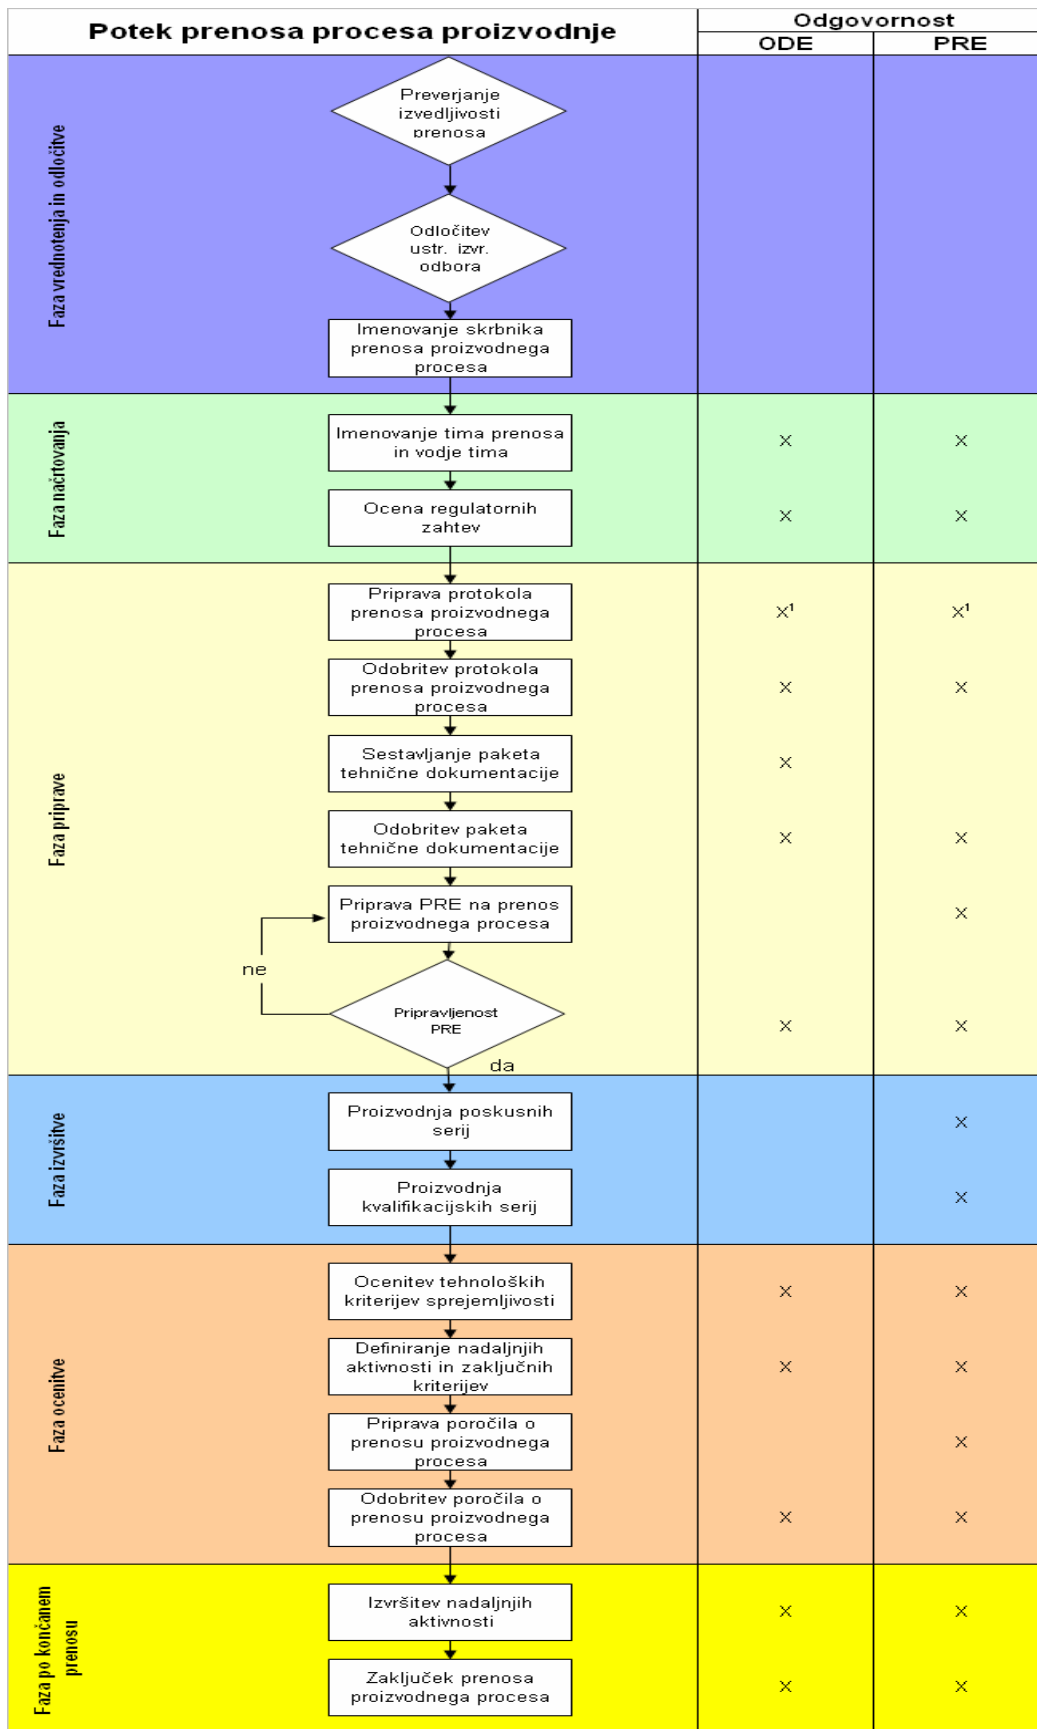 Potek prenosa procesa proizvodnje
Odgovornost
ODE
PRE
Faza vrednotenja in odločitve
Preverjanje
izvedljivosti
prenosa
Odločitev
ustr. izvr.
odbora
Imenovanje skrbnika
prenosa proizvodnega
procesa
Faza načrtovanja
Imenovanje tima prenosa
in vodje tima
X
X
Ocena regulatornih
zahtev
X
X
Faza priprave
Priprava protokola
prenosa proizvodnega
procesa
X¹
X¹
Odobritev protokola
prenosa proizvodnega
procesa
X
X
Sestavljanje paketa
tehnične dokumentacije
X
Odobritev paketa
tehnične dokumentacije
X
X
Priprava PRE na prenos
proizvodnega procesa
X
ne
Pripravljenost
PRE
X
X
da
Faza izvršitve
Proizvodnja poskusnih
serij
X
Proizvodnja
kvalifikacijskih serij
X
Faza ocenitve
Ocenitev tehnoloških
kriterijev sprejemljivosti
X
X
Definiranje nadaljnjih
aktivnosti in zaključnih
kriterijev
X
X
Priprava poročila o
prenosu proizvodnega
procesa
X
Odobritev poročila o
prenosu proizvodnega
procesa
X
X
Faza po končanem
prenosu
Izvršitev nadaljnjih
aktivnosti
X
X
Zaključek prenosa
proizvodnega procesa
X
X